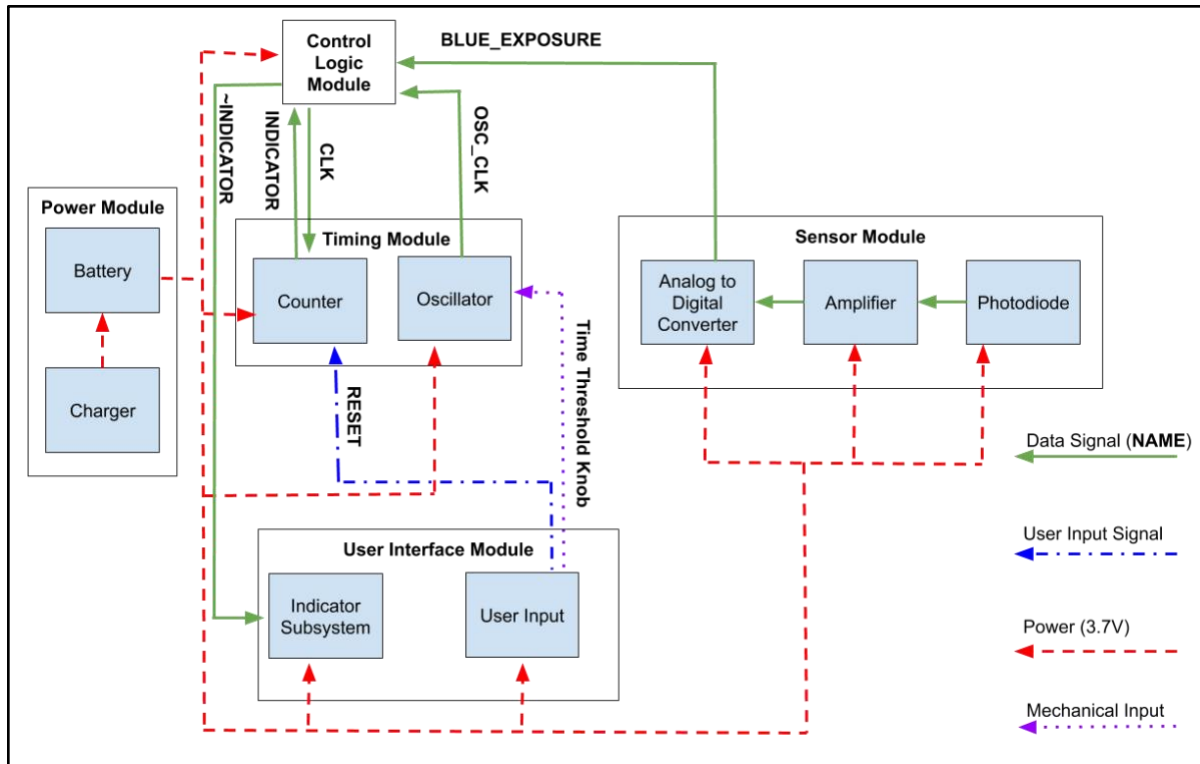 Control
Logic
Module
BLUE_EXPOSURE
~INDICATOR
INDICATOR
CLK
OSC_CLK
Power Module
Battery
Charger
Timing Module
Counter
Oscillator
Sensor Module
Analog to
Digital
Converter
Amplifier
Photodiode
RESET
Time Threshold Knob
User Interface Module
Indicator
Subsystem
User Input
Data Signal (NAME)
User Input Signal
Power (3.7V)
Mechanical Input